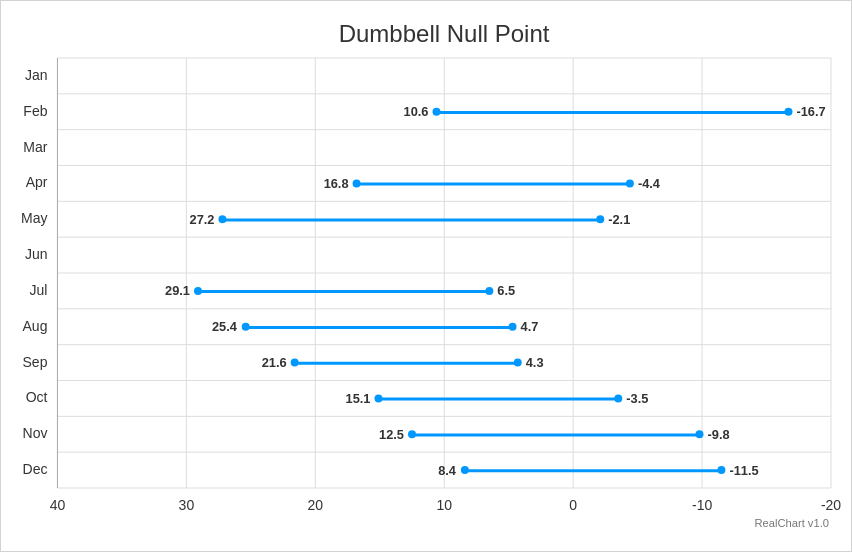 Dumbbell Null Point
Jan
Feb 10.6 -16.7
Mar
Apr 16.8 -4.4
May 27.2 -2.1
Jun
Jul 29.1 6.5
Aug 25.4 4.7
Sep 21.6 4.3
Oct 15.1 -3.5
Nov 12.5 -9.8
Dec 8.4 -11.5
40 30 20 10 0 -10 -20
RealChart v1.0